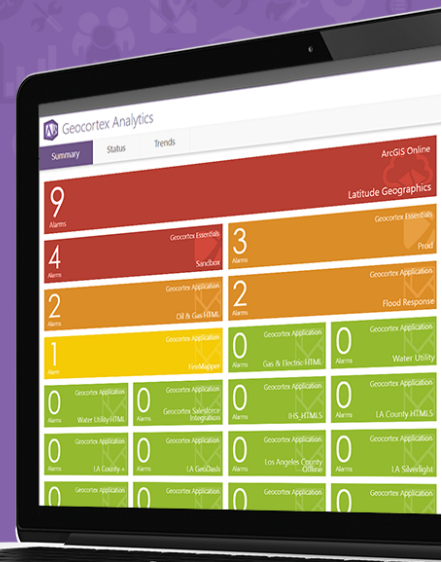 Geocortex Analytics
Summary
Status
Trends
9
Alarms
ArcGIS Online
Latitude Geographics
4
Alarms
Geocortex Essentials
Sandbox
3
Alarms
Geocortex Essentials
Prod
2
Alarms
Geocortex Application
Oil & Gas HTML
2
Alarms
Geocortex Application
Flood Response
1
Alarm
Geocortex Application
FireMapper
0
Alarms
Geocortex Application
Gas & Electric HTML
0
Alarms
Geocortex Application
Water Utility
0
Alarms
Geocortex Application
Water Utility HTML
0
Alarms
Geocortex Application
Geocortex Salesforce
Integration
0
Alarms
Geocortex Application
IHS_HTML5
0
Alarms
Geocortex Application
LA County HTML5
0
Alarms
Geocortex Application
LA County +
0
Alarms
Geocortex Application
LA GeoDash
0
Alarms
Geocortex Application
Los Angeles County
Offline
0
Alarms
Geocortex Application
LA Silverlight
0
Geocortex Application
0
Geocortex Application
0
Geocortex Application
0
Geocortex Application